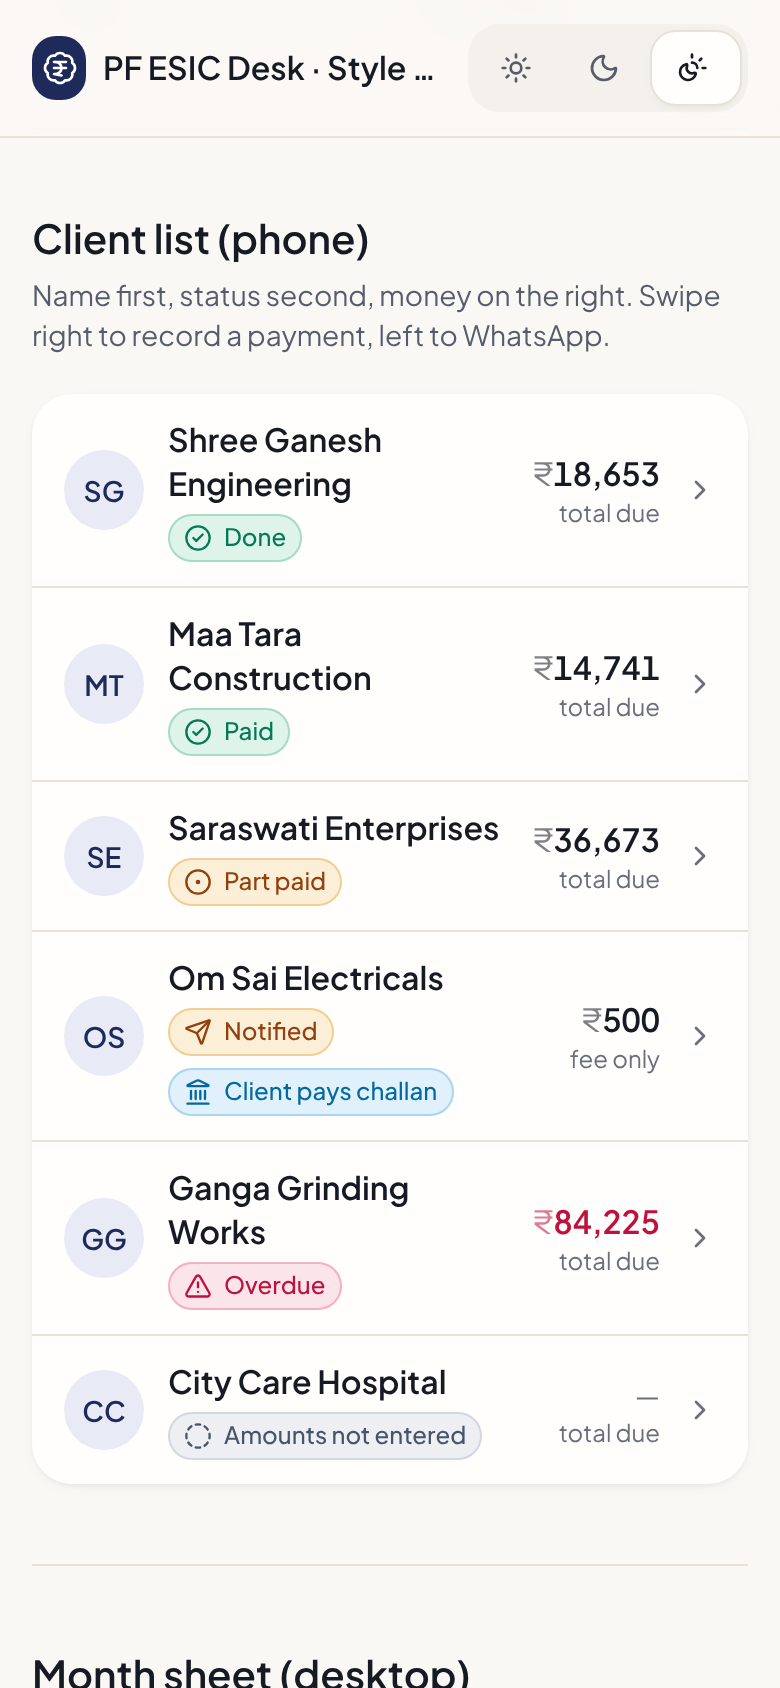 PF ESIC Desk · Style ...
Client list (phone)
Name first, status second, money on the right. Swipe
right to record a payment, left to WhatsApp.
SG
Shree Ganesh
Engineering
Done
₹18,653
total due
MT
Maa Tara
Construction
Paid
₹14,741
total due
SE
Saraswati Enterprises
Part paid
₹36,673
total due
OS
Om Sai Electricals
Notified
Client pays challan
₹500
fee only
GG
Ganga Grinding
Works
Overdue
₹84,225
total due
CC
City Care Hospital
Amounts not entered
—
total due
Month sheet (desktop)